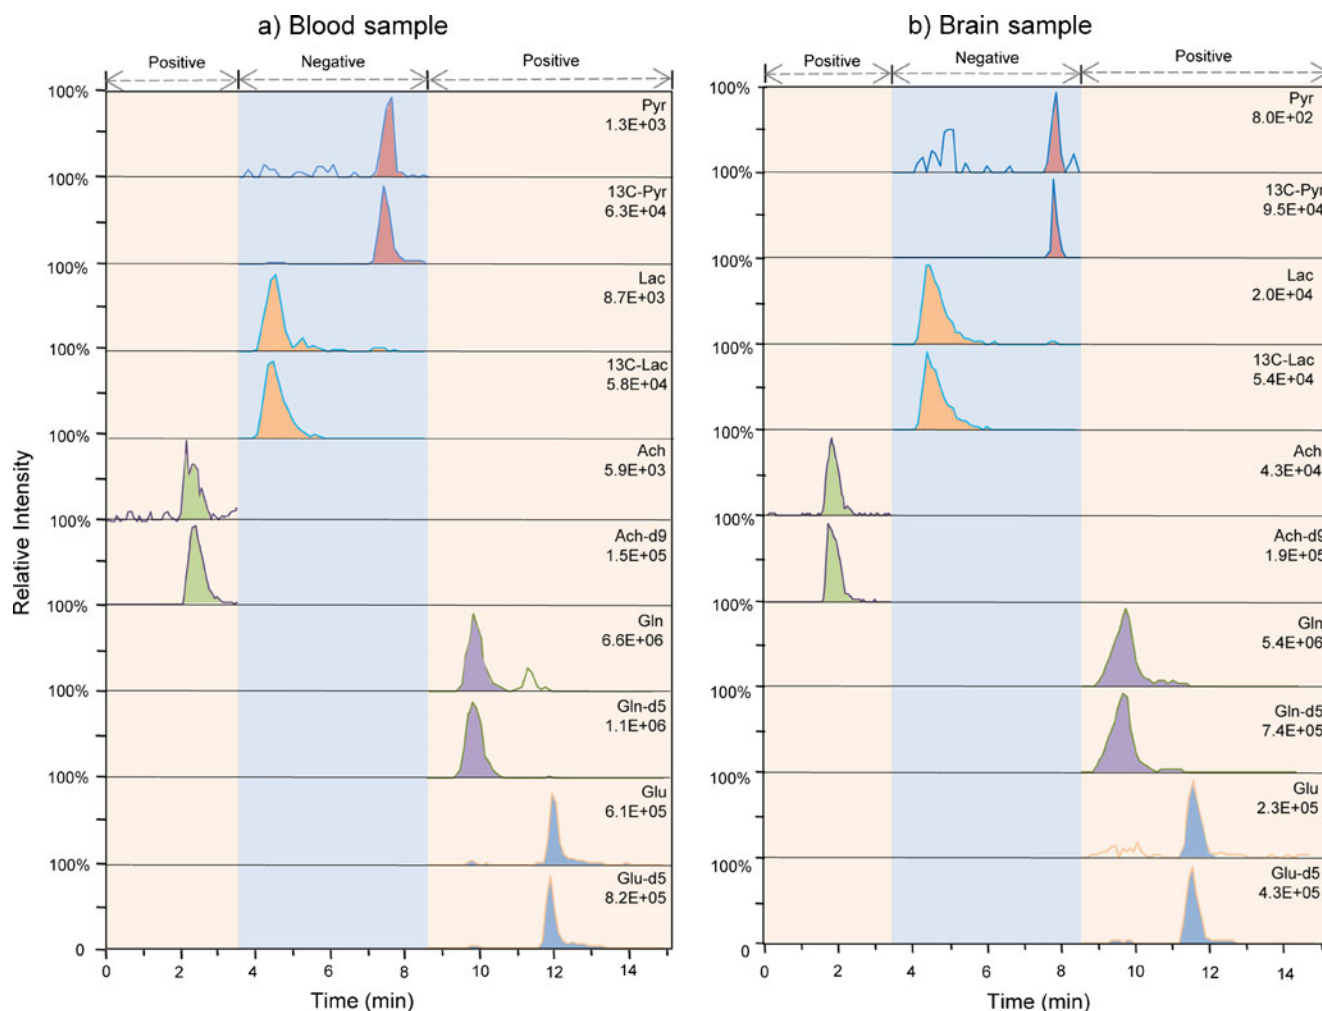 a) Blood sample
Positive
Negative
Positive
100%
Pyr
1.3E+03
100%
13C-Pyr
6.3E+04
100%
Lac
8.7E+03
100%
13C-Lac
5.8E+04
100%
Ach
5.9E+03
100%
Ach-d9
1.5E+05
100%
Gln
6.6E+06
100%
Gln-d5
1.1E+06
100%
Glu
6.1E+05
100%
Glu-d5
8.2E+05
0
0 2 4 6 8 10 12 14
Time (min)
Relative Intensity
b) Brain sample
Positive
Negative
Positive
100%
Pyr
8.0E+02
100%
13C-Pyr
9.5E+04
100%
Lac
2.0E+04
100%
13C-Lac
5.4E+04
100%
Ach
4.3E+04
100%
Ach-d9
1.9E+05
100%
Gln
5.4E+06
100%
Gln-d5
7.4E+05
100%
Glu
2.3E+05
100%
Glu-d5
4.3E+05
0
0 2 4 6 8 10 12 14
Time (min)